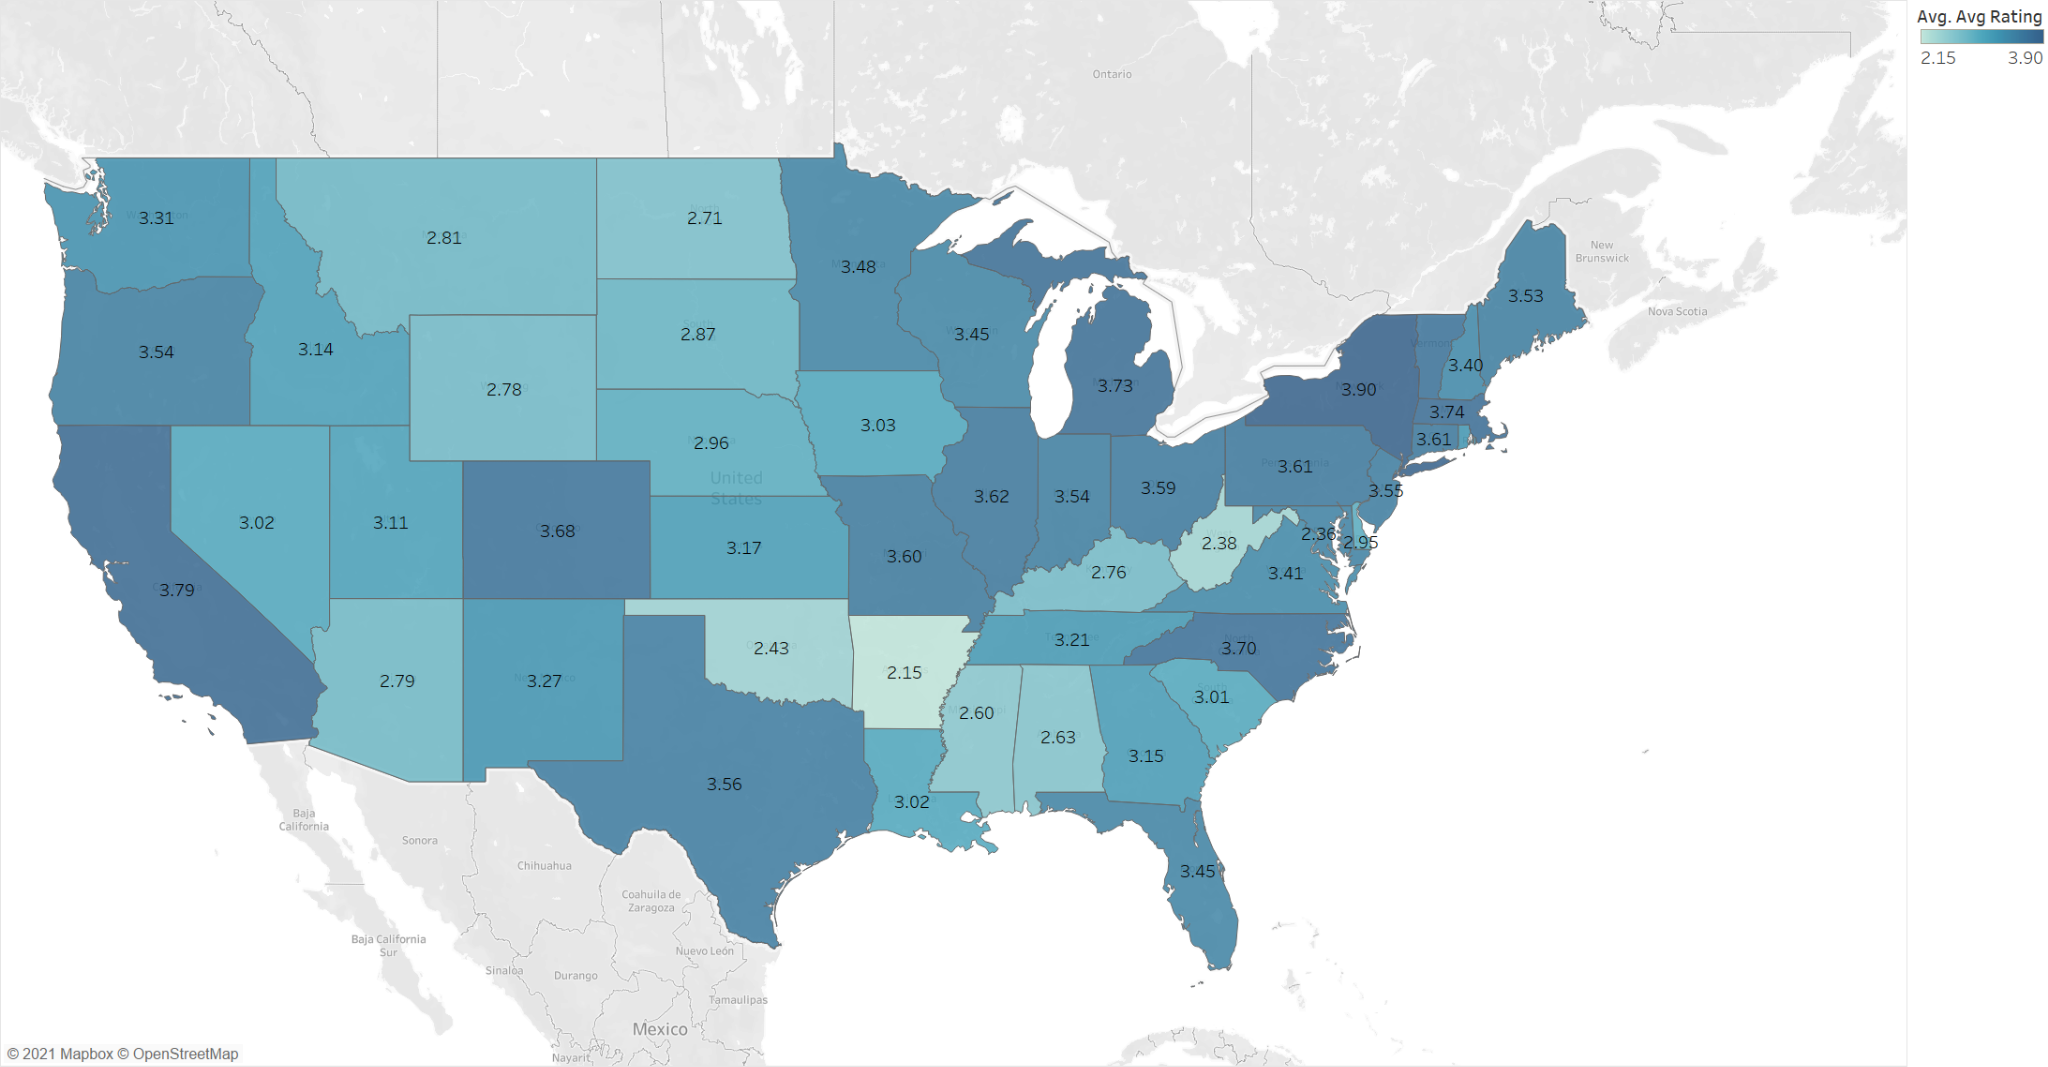 Avg. Avg Rating
2.15 3.90
Ontario
New
Brunswick
Nova Scotia
3.31
2.81
2.71
3.48
3.53
3.54
3.14
2.78
2.87
3.45
3.73
3.90
Vermont
3.40
3.74
3.61
3.03
2.96
United
States
3.61
3.55
3.02
3.11
3.68
3.17
3.62
3.54
3.59
3.60
2.76
2.38
2.36
2.95
3.41
3.79
2.79
3.27
2.43
2.15
3.21
3.70
3.01
2.60
2.63
3.15
3.56
3.02
3.45
Baja
California
Sonora
Chihuahua
Coahuila de
Zaragoza
Baja California
Sur
Nuevo León
Sinaloa
Durango
Tamaulipas
Mexico
Nayarit
© 2021 Mapbox © OpenStreetMap